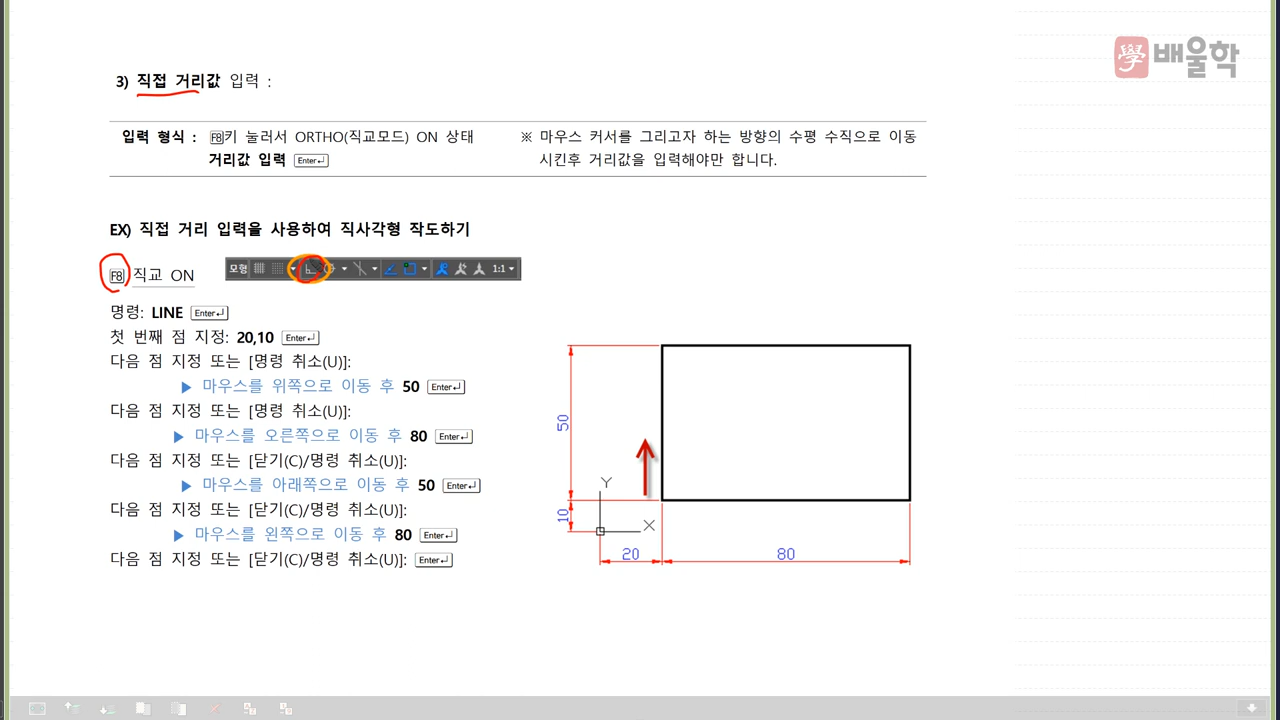 學 배울학
3) 직접 거리값 입력 :
입력 형식 : F8키 눌러서 ORTHO(직교모드) ON 상태
거리값 입력 Enter↵
※ 마우스 커서를 그리고자 하는 방향의 수평 수직으로 이동
시킨후 거리값을 입력해야만 합니다.
EX) 직접 거리 입력을 사용하여 직사각형 작도하기
F8 직교 ON
모형 1:1
명령: LINE Enter↵
첫 번째 점 지정: 20,10 Enter↵
다음 점 지정 또는 [명령 취소(U)]:
▶ 마우스를 위쪽으로 이동 후 50 Enter↵
다음 점 지정 또는 [명령 취소(U)]:
▶ 마우스를 오른쪽으로 이동 후 80 Enter↵
다음 점 지정 또는 [닫기(C)/명령 취소(U)]:
▶ 마우스를 아래쪽으로 이동 후 50 Enter↵
다음 점 지정 또는 [닫기(C)/명령 취소(U)]:
▶ 마우스를 왼쪽으로 이동 후 80 Enter↵
다음 점 지정 또는 [닫기(C)/명령 취소(U)]: Enter↵
50
Y
10
X
20
80